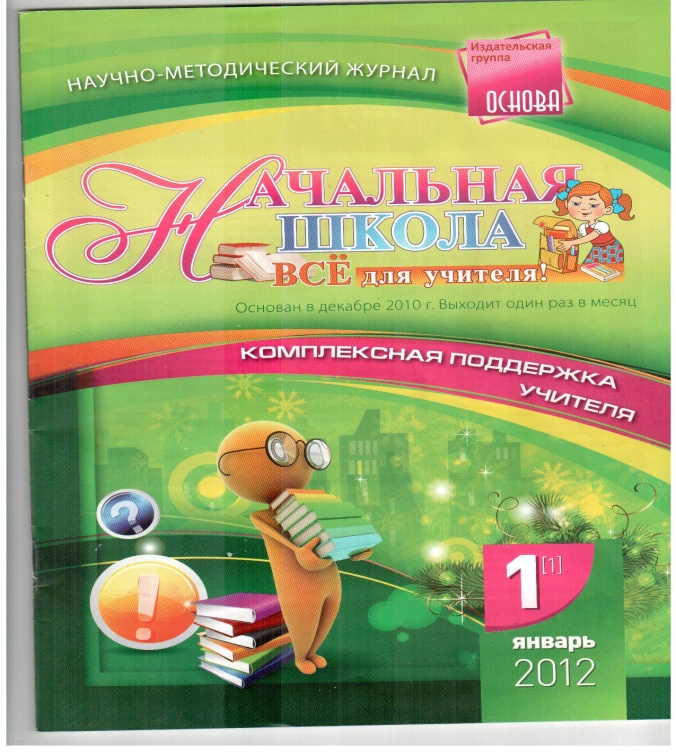 НАУЧНО-МЕТОДИЧЕСКИЙ ЖУРНАЛ
Издательская
группа
ОСНОВА
НАЧАЛЬНАЯ
ШКОЛА
ВСЁ для учителя!
Основан в декабре 2010 г. Выходит один раз в месяц
КОМПЛЕКСНАЯ ПОДДЕРЖКА
УЧИТЕЛЯ
?
!
1 [1]
январь
2012